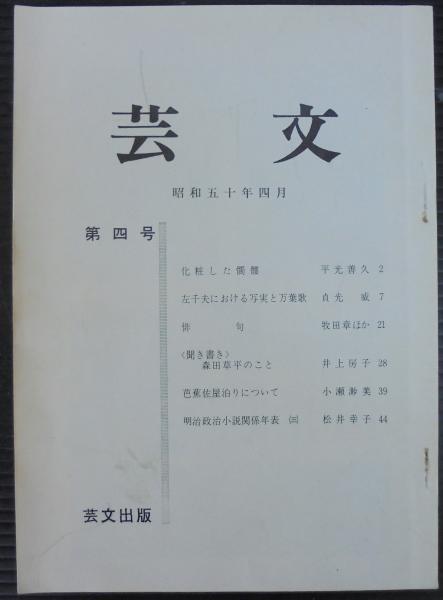 芸文
昭和五十年四月
第四号
化粧した髑髏 平光善久 2
左千夫における写実と万葉歌 貞光威 7
俳句 牧田章ほか 21
〈聞き書き〉
森田草平のこと 井上房子 28
芭蕉佐屋泊りについて 小瀬渺美 39
明治政治小説関係年表 ㈢ 松井幸子 44
芸文出版